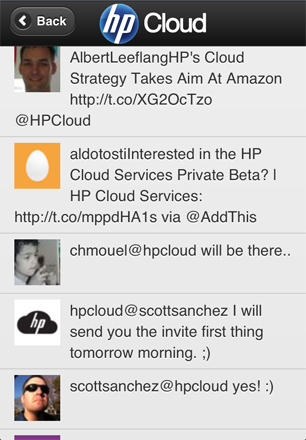 Back
hp Cloud
AlbertLeeflangHP's Cloud
Strategy Takes Aim At Amazon
http://t.co/XG2OcTzo
@HPCloud
aldotostiInterested in the HP
Cloud Services Private Beta? |
HP Cloud Services:
http://t.co/mppdHA1s via @AddThis
chmouel@hpcloud will be there..
hp
hpcloud@scottsanchez I will
send you the invite first thing
tomorrow morning. ;)
scottsanchez@hpcloud yes! :)